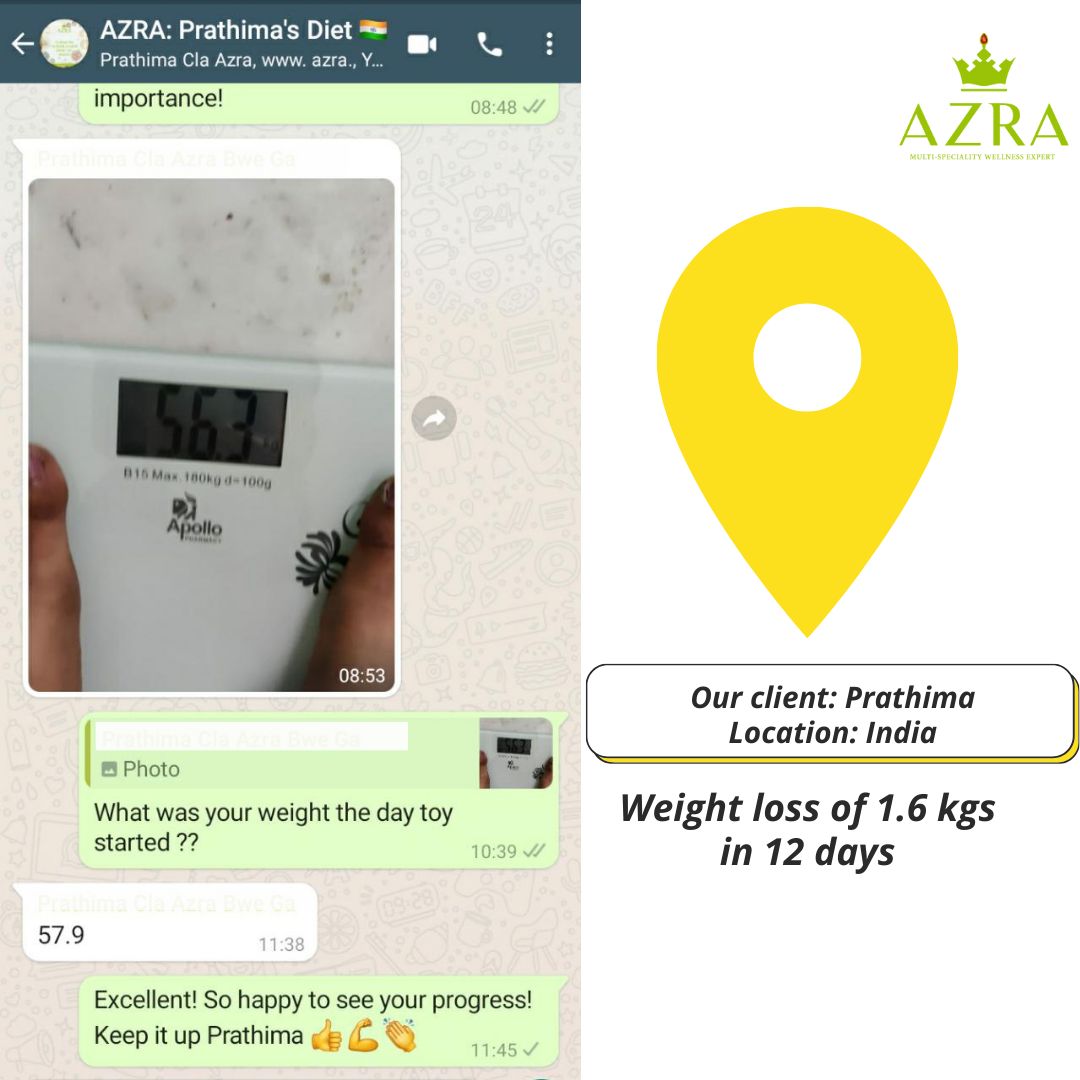 AZRA: Prathima's Diet 🇮🇳
Prathima Cla Azra, www. azra., Y...
importance!
08:48
Prathima Cla Azra Bwe Ga
56.3
B15 Max. 180kg d=100g
Apollo
PHARMACY
08:53
Prathima Cla Azra Bwe Ga
Photo
What was your weight the day toy
started ??
10:39
Prathima Cla Azra Bwe Ga
57.9
11:38
Excellent! So happy to see your progress!
Keep it up Prathima 👍💪👏
11:45
AZRA
MULTI-SPECIALITY WELLNESS EXPERT
Our client: Prathima
Location: India
Weight loss of 1.6 kgs
in 12 days